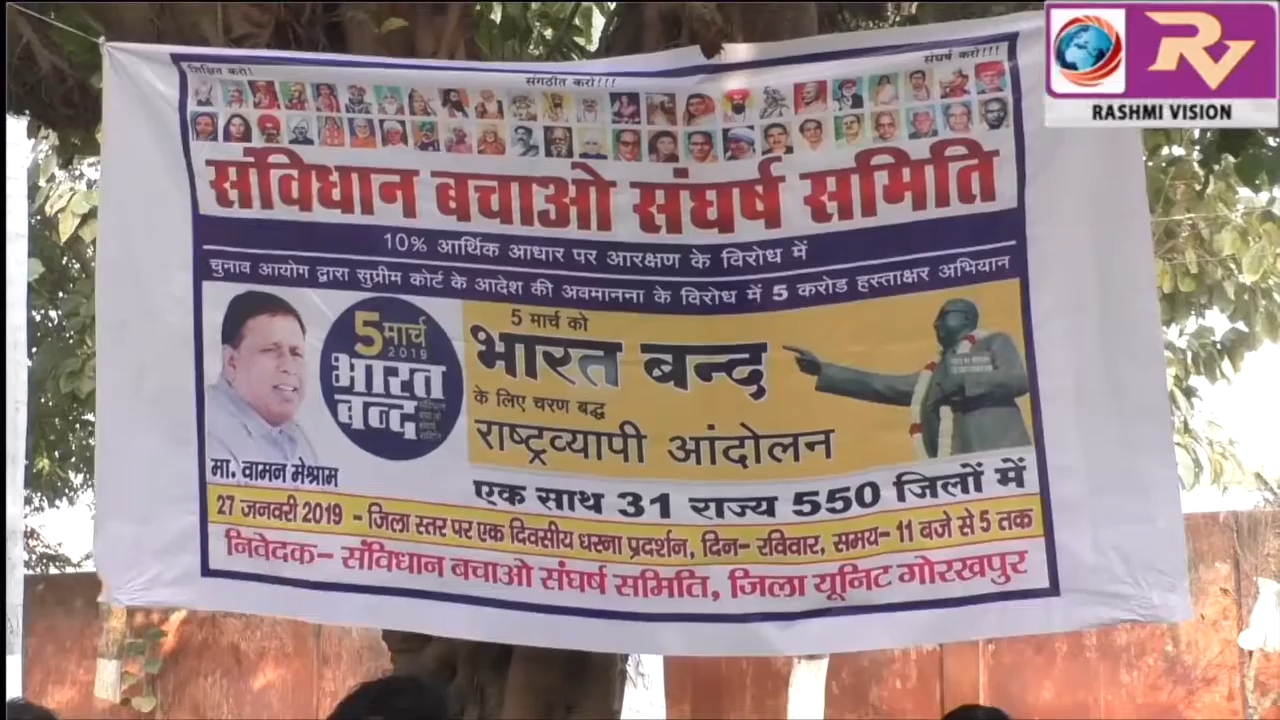 शिक्षित करो!
संगठीत करो!!!
संघर्ष करो!!!
RV
RASHMI VISION
संविधान बचाओ संघर्ष समिति
10% आर्थिक आधार पर आरक्षण के विरोध में
चुनाव आयोग द्वारा सुप्रीम कोर्ट के आदेश की अवमानना के विरोध में 5 करोड हस्ताक्षर अभियान
5 मार्च
2019
भारत
बन्द
5 मार्च को
भारत बन्द
के लिए चरण बद्ध
राष्ट्रव्यापी आंदोलन
मा. वामन मेश्राम
एक साथ 31 राज्य 550 जिलों में
27 जनवरी 2019 - जिला स्तर पर एक दिवसीय धरना प्रदर्शन, दिन- रविवार, समय- 11 बजे से 5 तक
निवेदक- संविधान बचाओ संघर्ष समिति, जिला यूनिट गोरखपुर